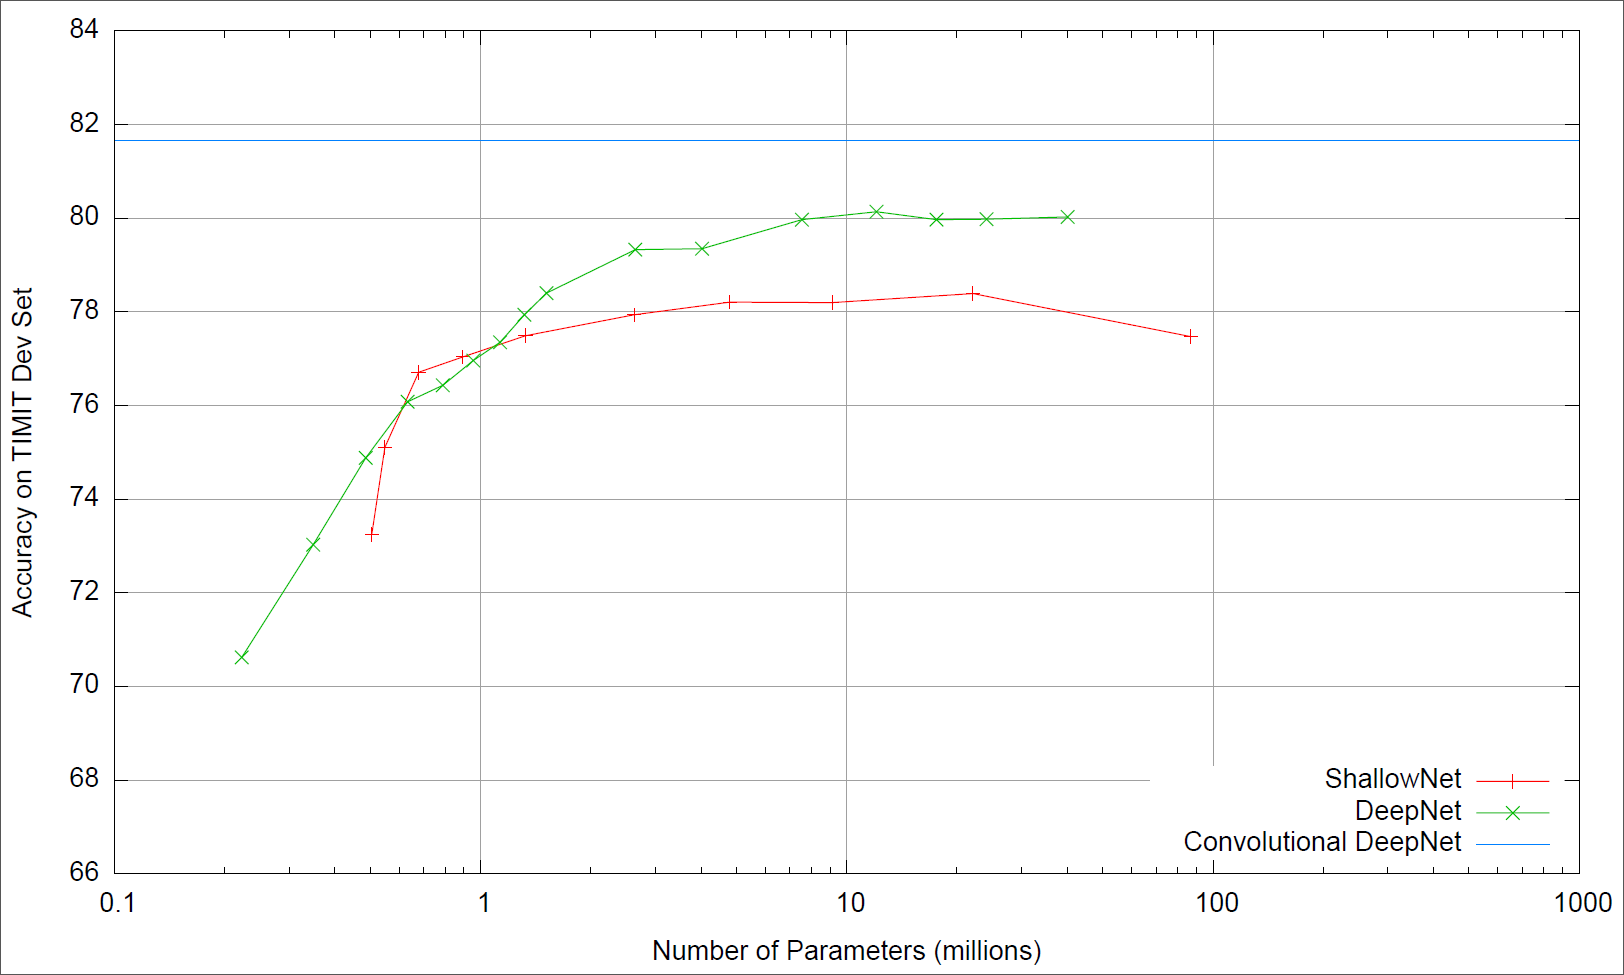 84
82
80
78
76
74
72
70
68
66
Accuracy on TIMIT Dev Set
ShallowNet
DeepNet
Convolutional DeepNet
0.1 1 10 100 1000
Number of Parameters (millions)